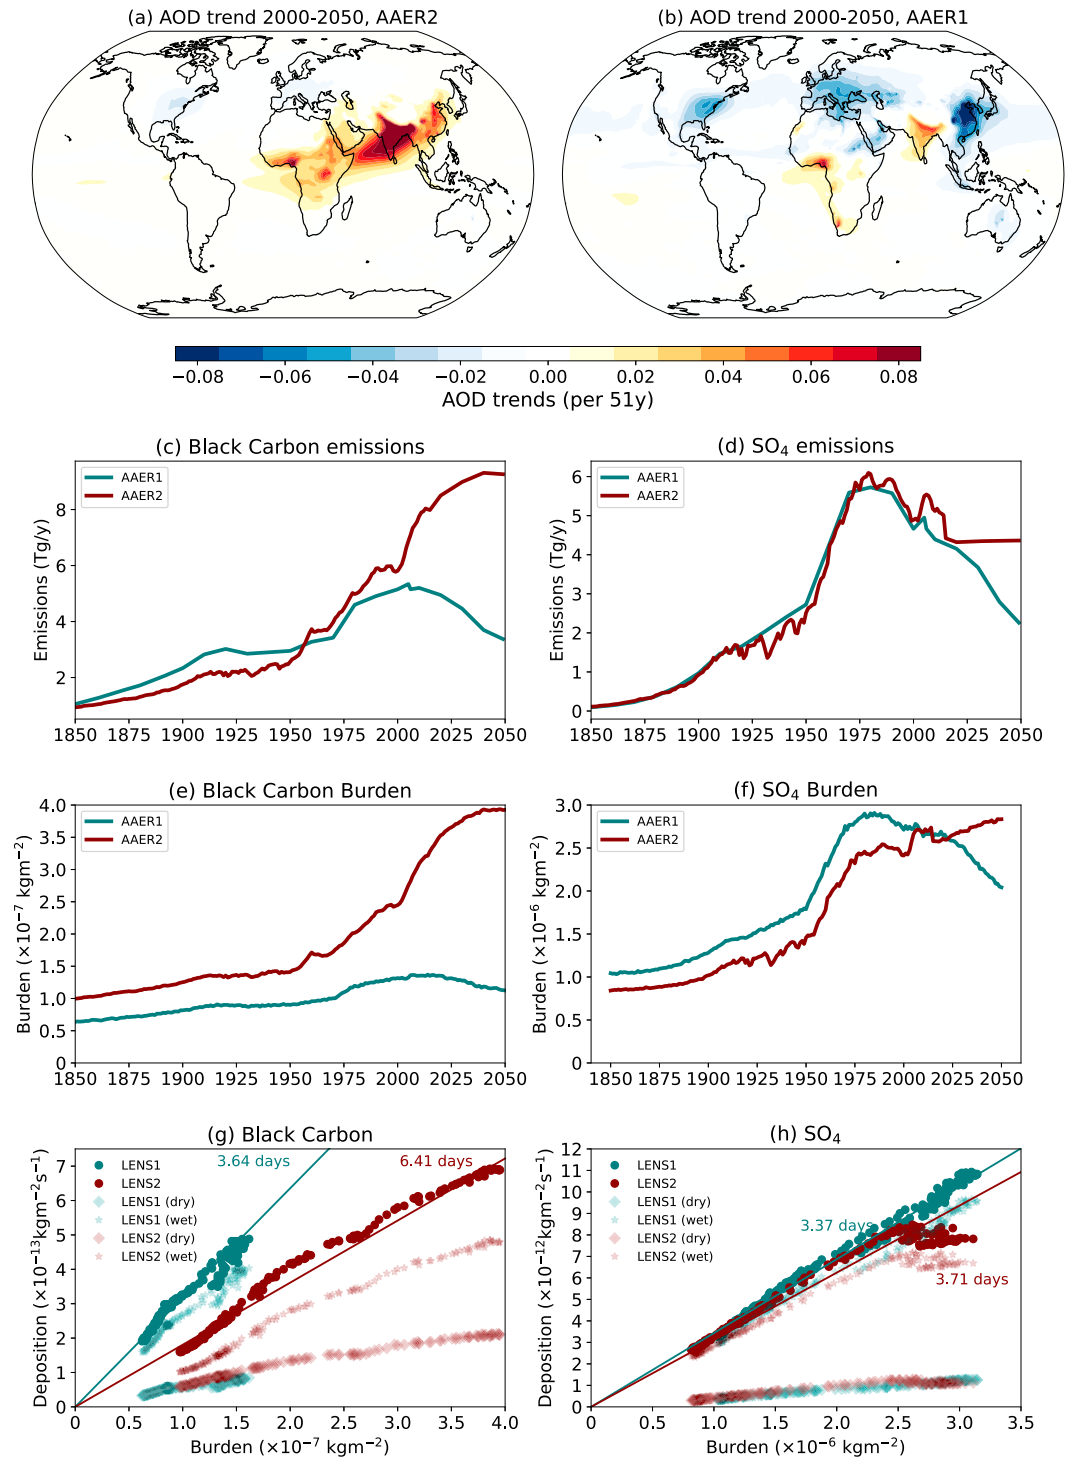 (a) AOD trend 2000-2050, AAER2
(b) AOD trend 2000-2050, AAER1
−0.08 −0.06 −0.04 −0.02 0.00 0.02 0.04 0.06 0.08
AOD trends (per 51y)
(c) Black Carbon emissions
AAER1
AAER2
Emissions (Tg/y)
8
6
4
2
1850 1875 1900 1925 1950 1975 2000 2025 2050
(d) SO₄ emissions
AAER1
AAER2
Emissions (Tg/y)
6
5
4
3
2
1
0
1850 1875 1900 1925 1950 1975 2000 2025 2050
(e) Black Carbon Burden
AAER1
AAER2
Burden (×10⁻⁷ kgm⁻²)
4.0
3.5
3.0
2.5
2.0
1.5
1.0
0.5
0
1850 1875 1900 1925 1950 1975 2000 2025 2050
(f) SO₄ Burden
AAER1
AAER2
Burden (×10⁻⁶ kgm⁻²)
3.0
2.5
2.0
1.5
1.0
0.5
0
1850 1875 1900 1925 1950 1975 2000 2025 2050
(g) Black Carbon
LENS1
LENS2
LENS1 (dry)
LENS1 (wet)
LENS2 (dry)
LENS2 (wet)
3.64 days
6.41 days
Deposition (×10⁻¹³kgm⁻²s⁻¹)
7
6
5
4
3
2
1
0
0 0.5 1.0 1.5 2.0 2.5 3.0 3.5 4.0
Burden (×10⁻⁷ kgm⁻²)
(h) SO₄
LENS1
LENS2
LENS1 (dry)
LENS1 (wet)
LENS2 (dry)
LENS2 (wet)
3.37 days
3.71 days
Deposition (×10⁻¹²kgm⁻²s⁻¹)
12
11
10
9
8
7
6
5
4
3
2
1
0
0 0.5 1.0 1.5 2.0 2.5 3.0 3.5
Burden (×10⁻⁶ kgm⁻²)